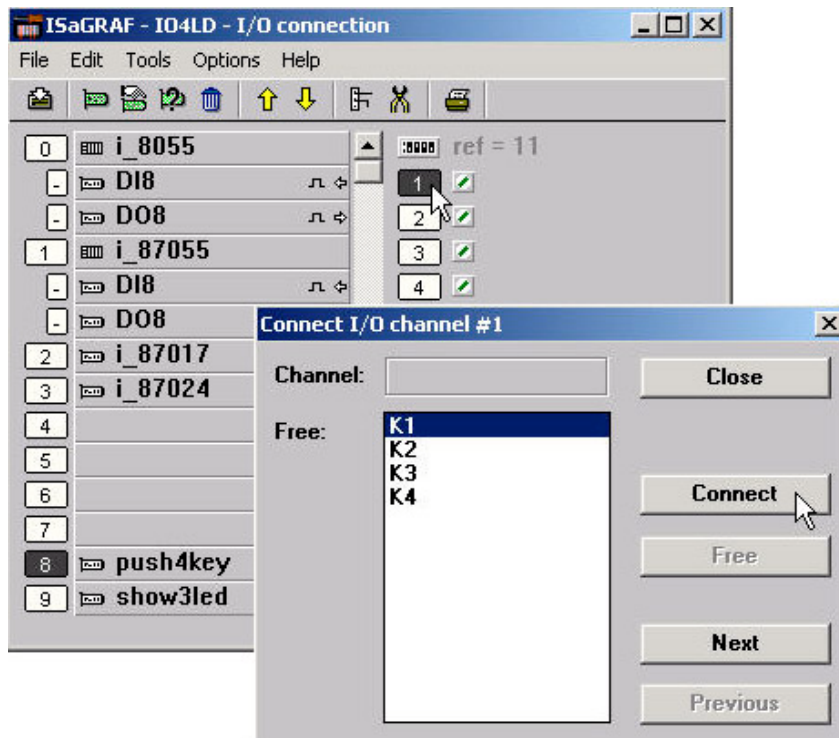 ISaGRAF - IO4LD - I/O connection
File Edit Tools Options Help
0 i_8055 ref = 11
- DI8 1
- DO8 2
1 i_87055 3
- DI8 4
- DO8
2 i_87017
3 i_87024
4
5
6
7
8 push4key
9 show3led
Connect I/O channel #1
Channel: Close
Free: K1
K2
K3
K4
Connect
Free
Next
Previous